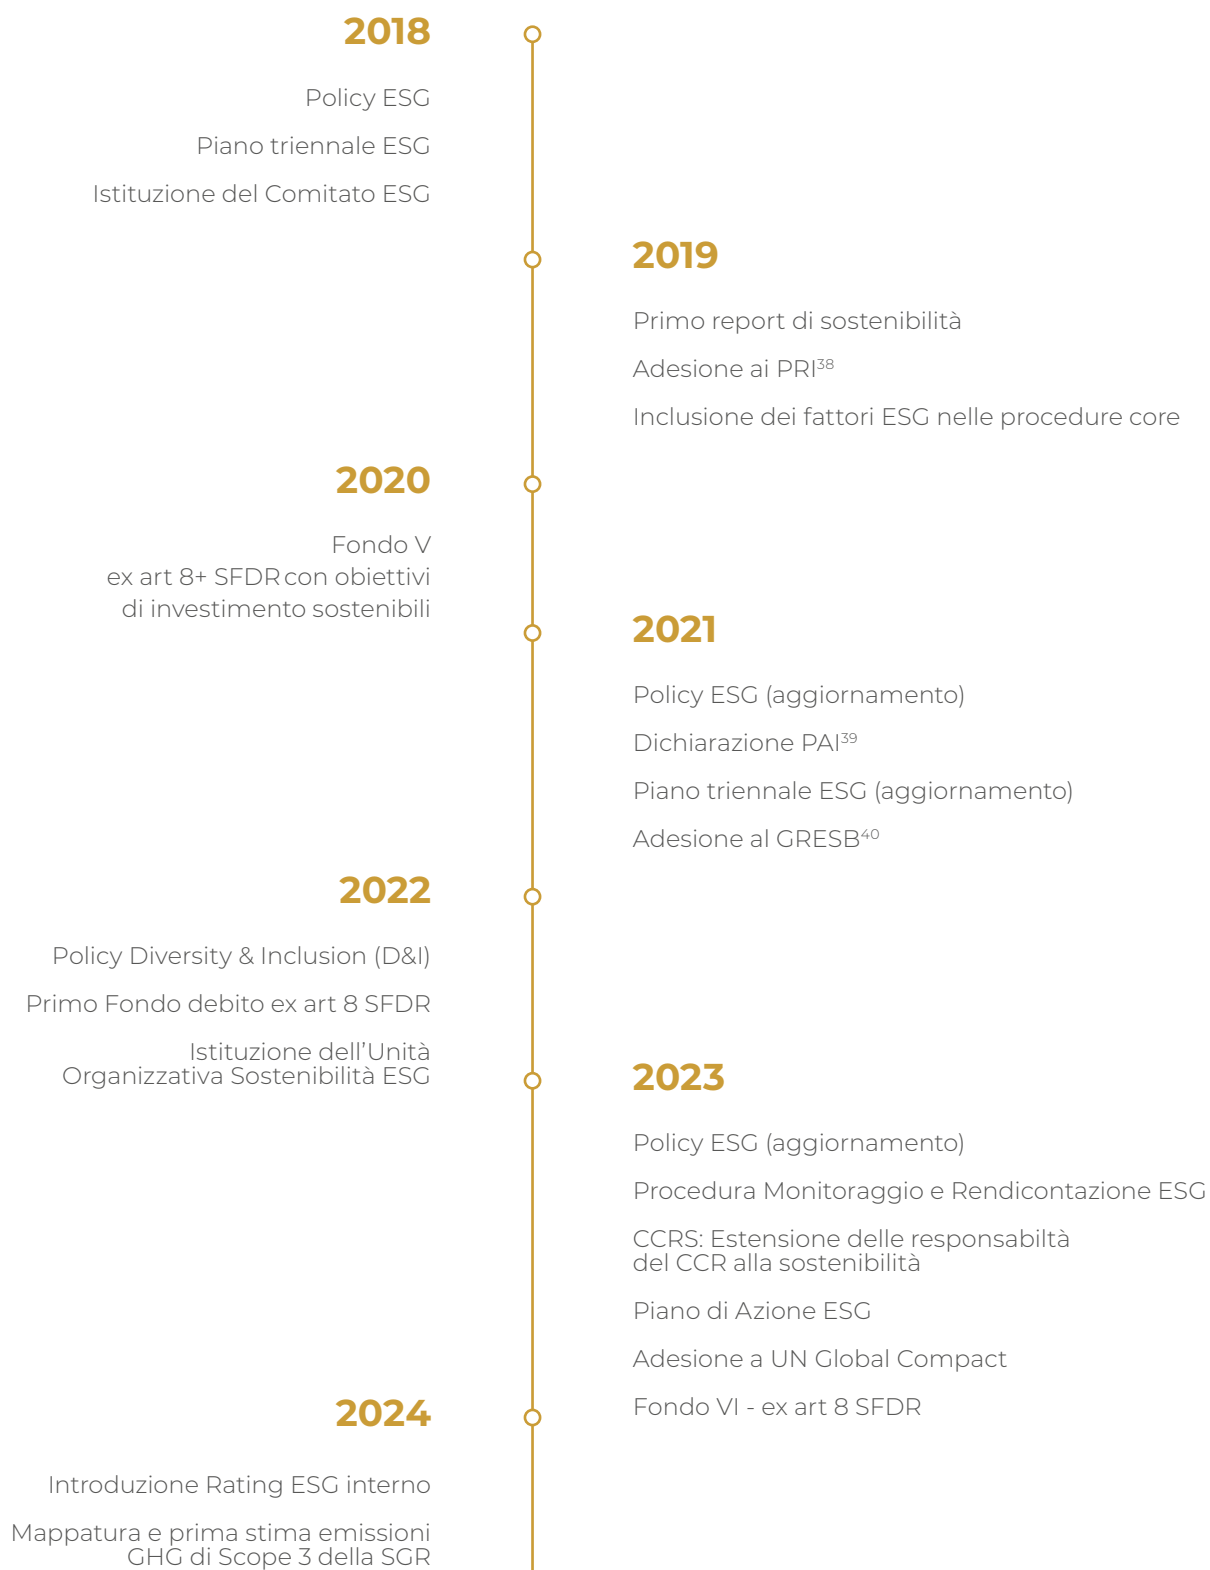 2018
Policy ESG
Piano triennale ESG
Istituzione del Comitato ESG
2019
Primo report di sostenibilità
Adesione ai PRI38
Inclusione dei fattori ESG nelle procedure core
2020
Fondo V
ex art 8+ SFDR con obiettivi
di investimento sostenibili
2021
Policy ESG (aggiornamento)
Dichiarazione PAI39
Piano triennale ESG (aggiornamento)
Adesione al GRESB40
2022
Policy Diversity & Inclusion (D&I)
Primo Fondo debito ex art 8 SFDR
Istituzione dell’Unità
Organizzativa Sostenibilità ESG
2023
Policy ESG (aggiornamento)
Procedura Monitoraggio e Rendicontazione ESG
CCRS: Estensione delle responsabiltà
del CCR alla sostenibilità
Piano di Azione ESG
Adesione a UN Global Compact
Fondo VI - ex art 8 SFDR
2024
Introduzione Rating ESG interno
Mappatura e prima stima emissioni
GHG di Scope 3 della SGR